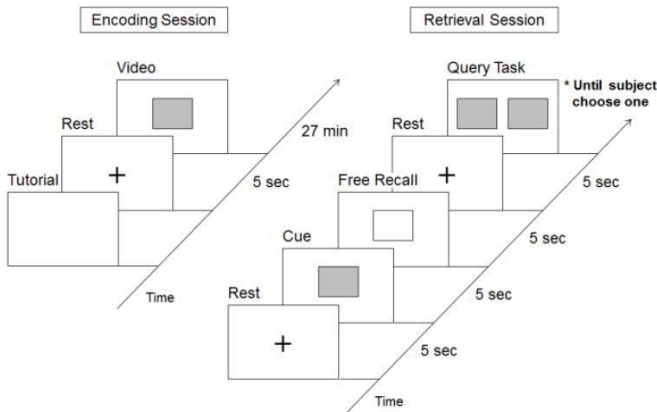 Encoding Session
Video
Rest
Tutorial
27 min
5 sec
Time
Retrieval Session
Query Task
* Until subject
choose one
Rest
Free Recall
Cue
Rest
5 sec
5 sec
5 sec
5 sec
Time